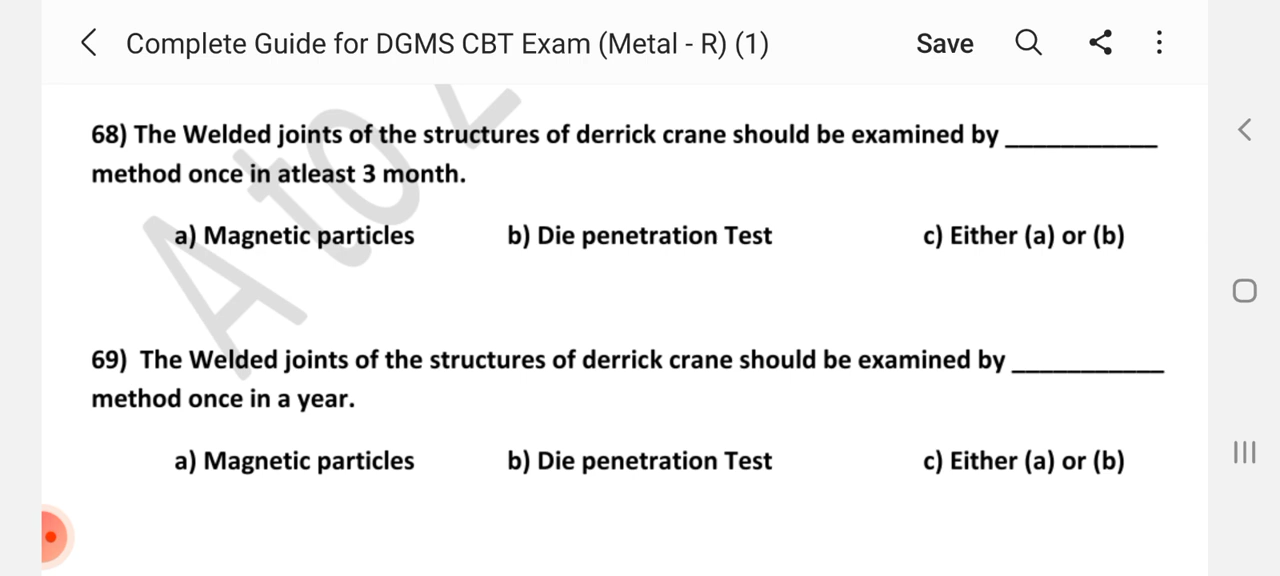 Complete Guide for DGMS CBT Exam (Metal - R) (1) Save
68) The Welded joints of the structures of derrick crane should be examined by ___________
method once in atleast 3 month.
a) Magnetic particles b) Die penetration Test c) Either (a) or (b)
A to Z
69) The Welded joints of the structures of derrick crane should be examined by ___________
method once in a year.
a) Magnetic particles b) Die penetration Test c) Either (a) or (b)